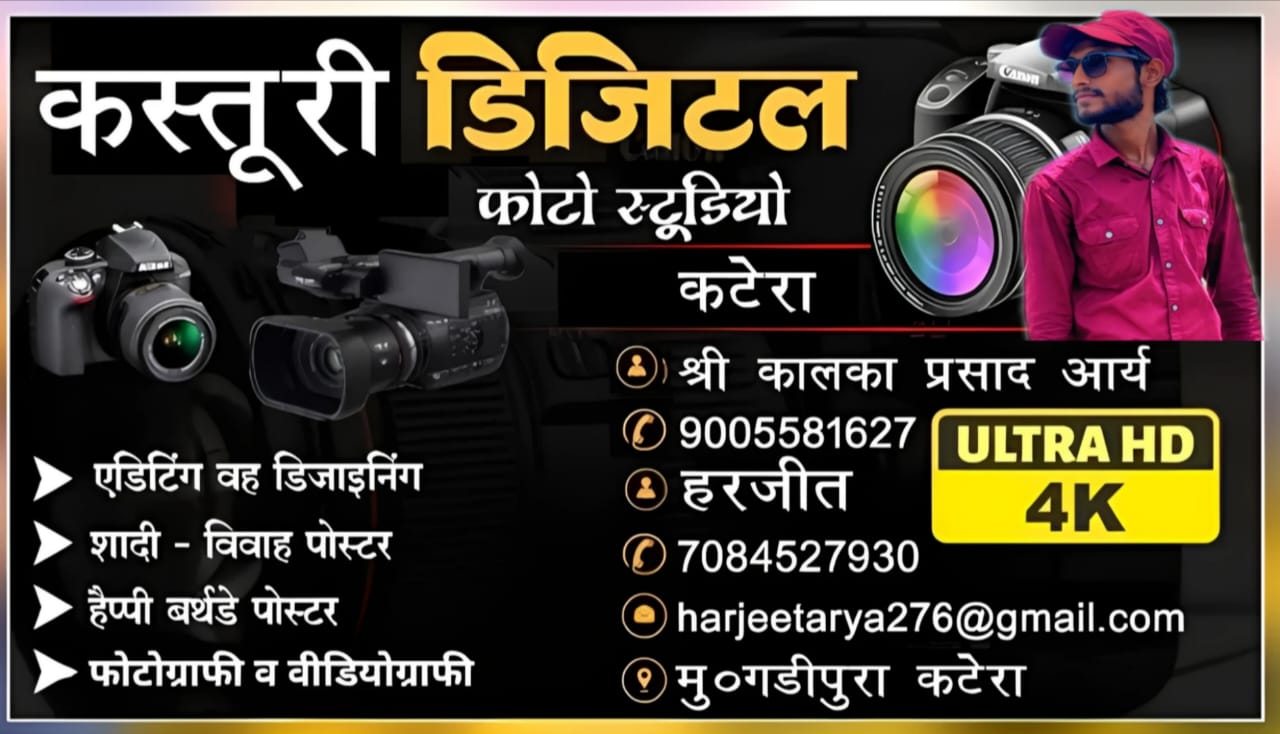 कस्तूरी डिजिटल
फोटो स्टूडियो
कटेरा
Canon
श्री कालका प्रसाद आर्य
9005581627
हरजीत
7084527930
harjeetarya276@gmail.com
मु०गडीपुरा कटेरा
ULTRA HD
4K
एडिटिंग वह डिजाइनिंग
शादी - विवाह पोस्टर
हैप्पी बर्थडे पोस्टर
फोटोग्राफी व वीडियोग्राफी